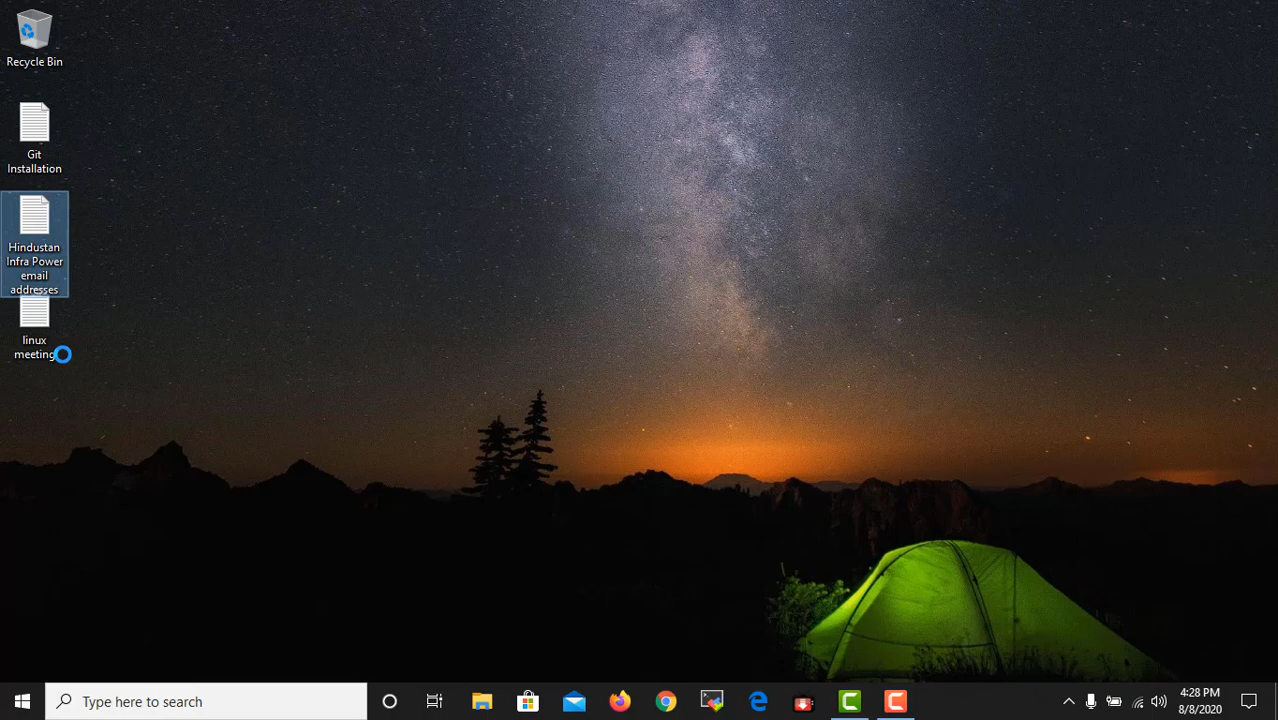 Recycle Bin
Git
Installation
Hindustan
Infra Power
email
addresses
linux
meeting
Type here to search
4:28 PM
8/8/2020